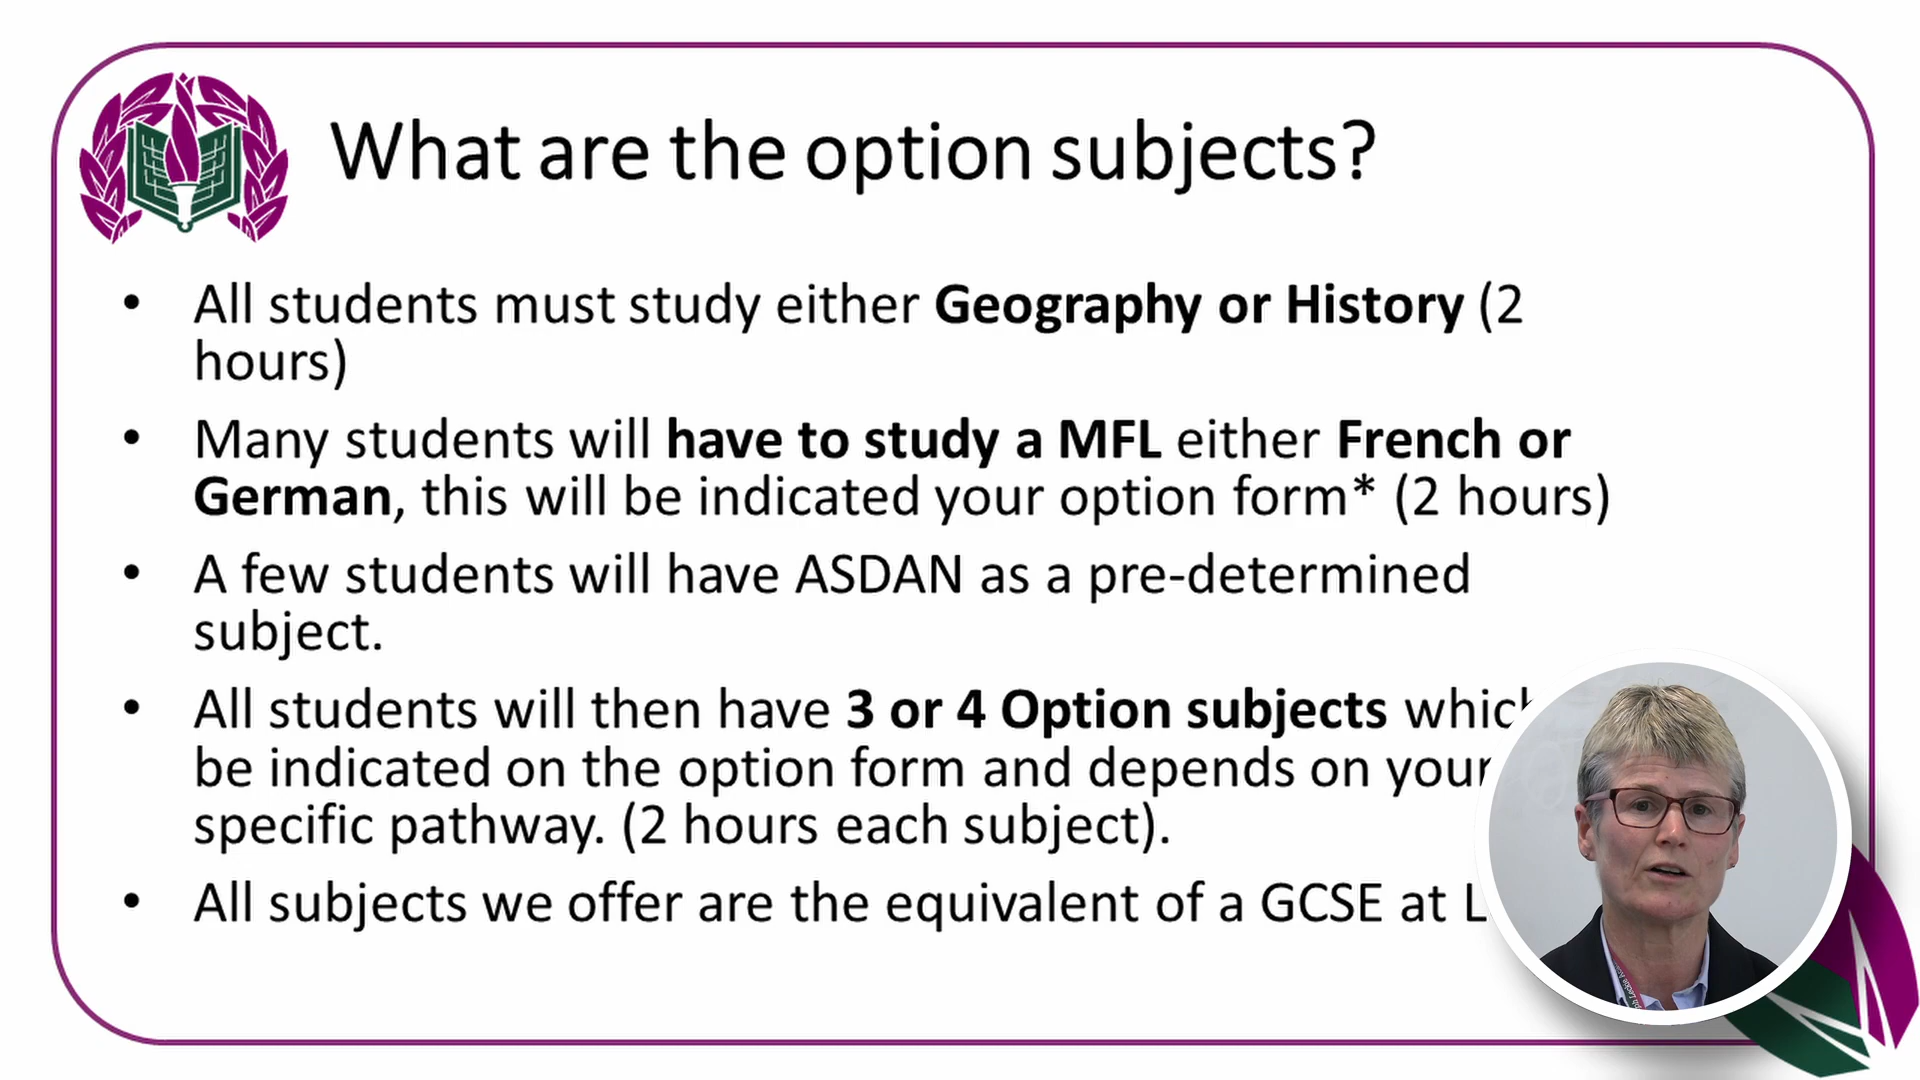 What are the option subjects?
• All students must study either Geography or History (2
hours)
• Many students will have to study a MFL either French or
German, this will be indicated your option form* (2 hours)
• A few students will have ASDAN as a pre-determined
subject.
• All students will then have 3 or 4 Option subjects
be indicated on the option form and depends on your
specific pathway. (2 hours each subject).
• All subjects we offer are the equivalent of a GCSE at